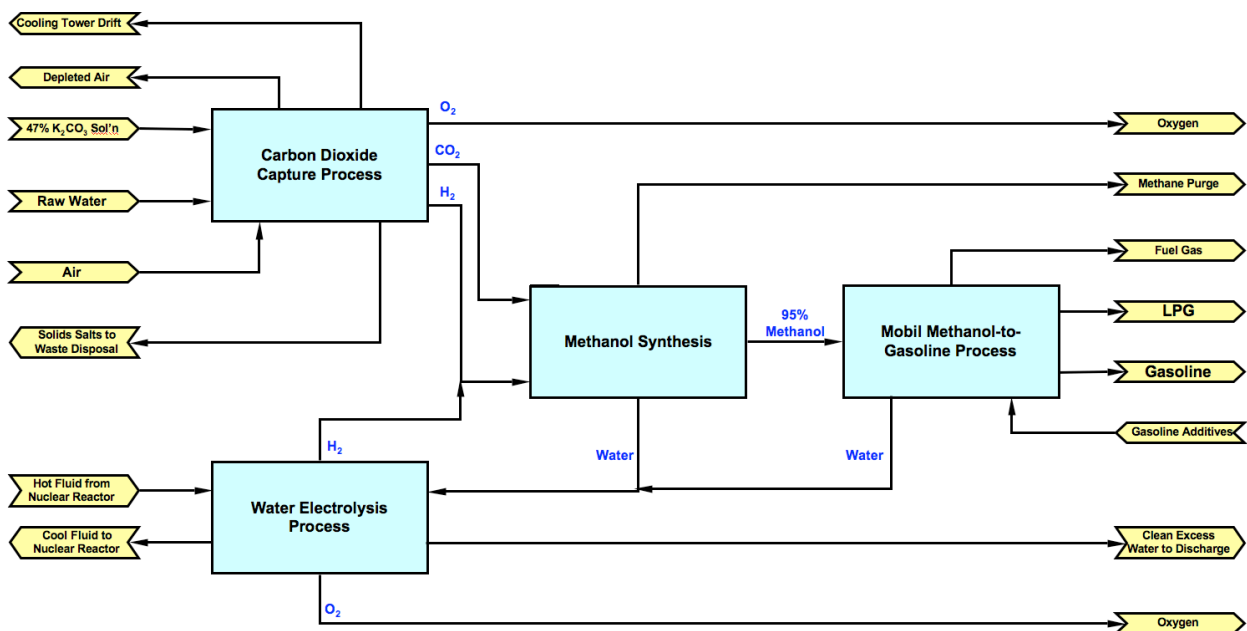 Cooling Tower Drift
Depleted Air
47% K₂CO₃ Sol'n
Raw Water
Air
Solids Salts to
Waste Disposal
Carbon Dioxide
Capture Process
O₂
CO₂
H₂
Oxygen
Methane Purge
Fuel Gas
LPG
Gasoline
Gasoline Additives
Methanol Synthesis
95%
Methanol
Mobil Methanol-to-
Gasoline Process
Water
Water
H₂
Hot Fluid from
Nuclear Reactor
Cool Fluid to
Nuclear Reactor
Water Electrolysis
Process
Clean Excess
Water to Discharge
O₂
Oxygen